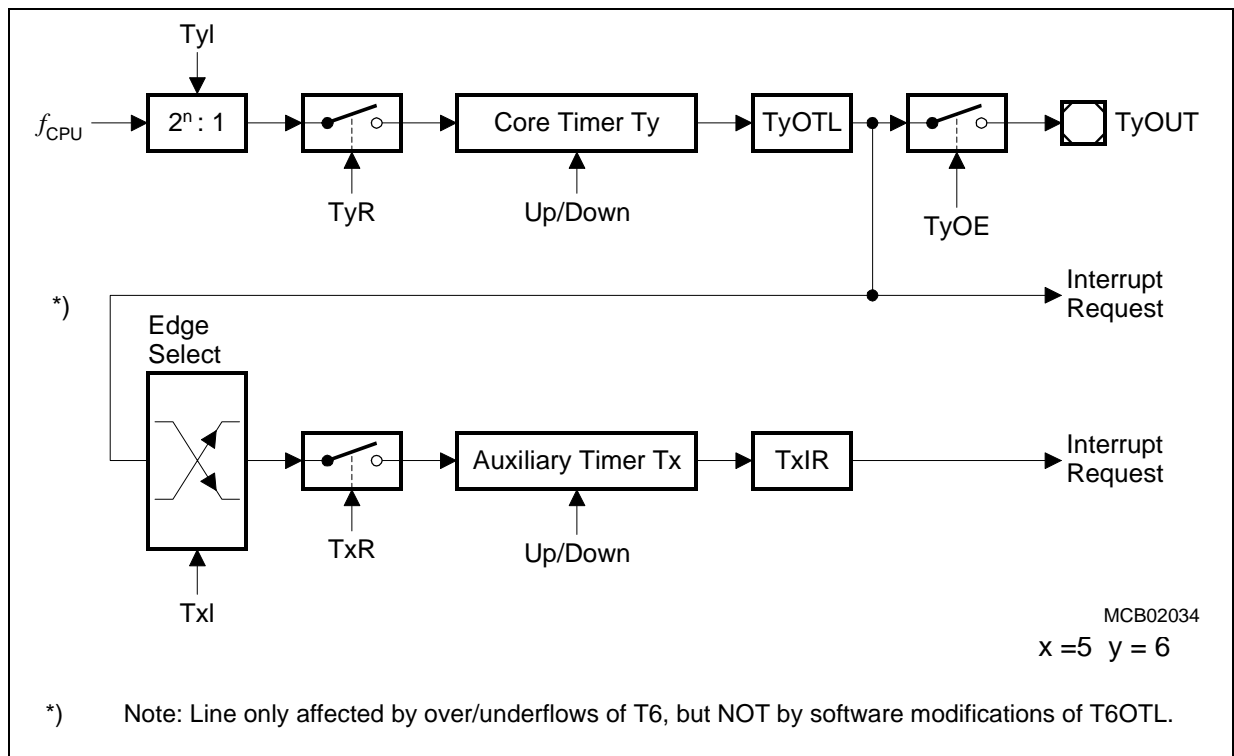 TyI
fCPU
2n : 1
Core Timer Ty
TyOTL
TyOUT
TyR
Up/Down
TyOE
*)
Interrupt
Request
Edge
Select
Auxiliary Timer Tx
TxIR
Interrupt
Request
TxR
Up/Down
TxI
MCB02034
x =5 y = 6
*) Note: Line only affected by over/underflows of T6, but NOT by software modifications of T6OTL.